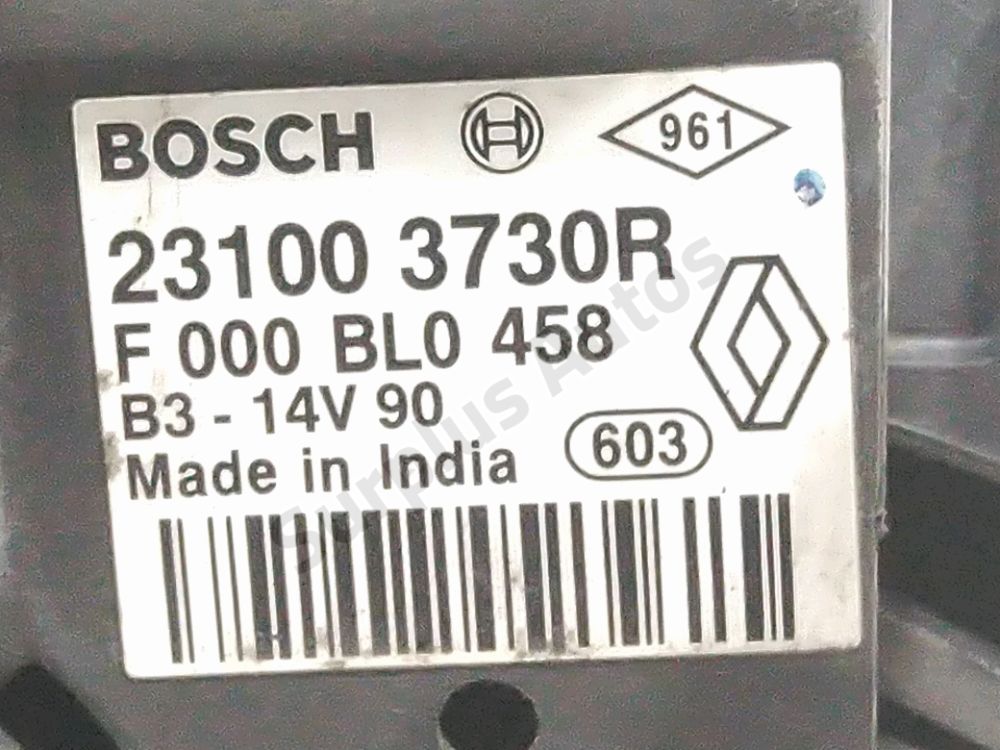 BOSCH 961
23100 3730R
F 000 BL0 458
B3 - 14V 90
Made in India 603
Surplus Autos